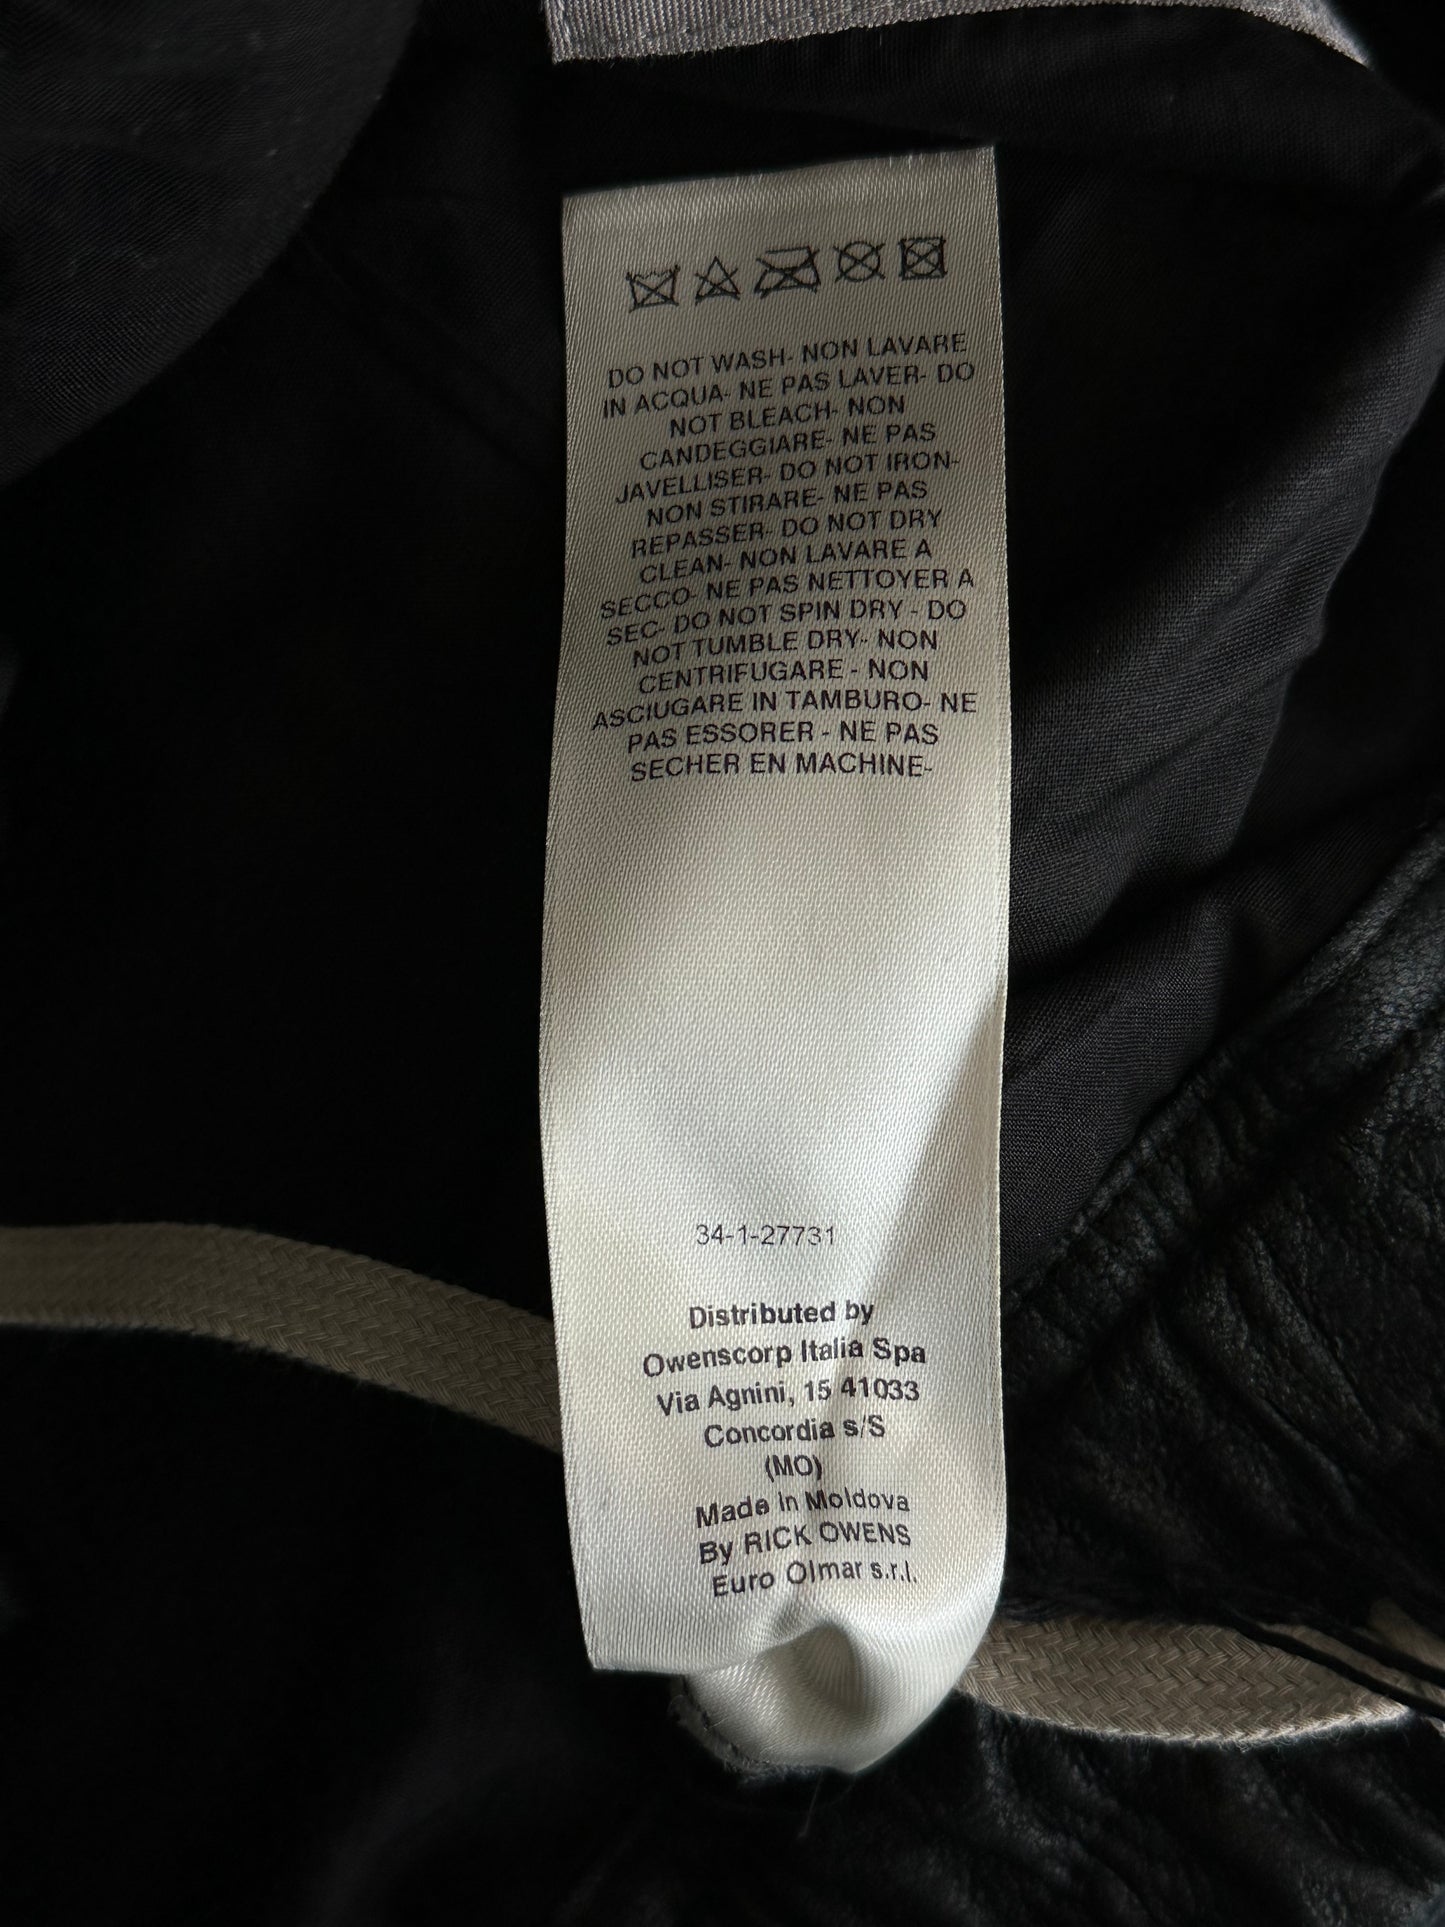 DO NOT WASH- NON LAVARE
IN ACQUA- NE PAS LAVER- DO
NOT BLEACH- NON
CANDEGGIARE- NE PAS
JAVELLISER- DO NOT IRON-
NON STIRARE- NE PAS
REPASSER- DO NOT DRY
CLEAN- NON LAVARE A
SECCO- NE PAS NETTOYER A
SEC- DO NOT SPIN DRY - DO
NOT TUMBLE DRY- NON
CENTRIFUGARE - NON
ASCIUGARE IN TAMBURO- NE
PAS ESSORER - NE PAS
SECHER EN MACHINE-
34-1-27731
Distributed by
Owenscorp Italia Spa
Via Agnini, 15 41033
Concordia s/S
(MO)
Made in Moldova
By RICK OWENS
Euro Olmar s.r.l.